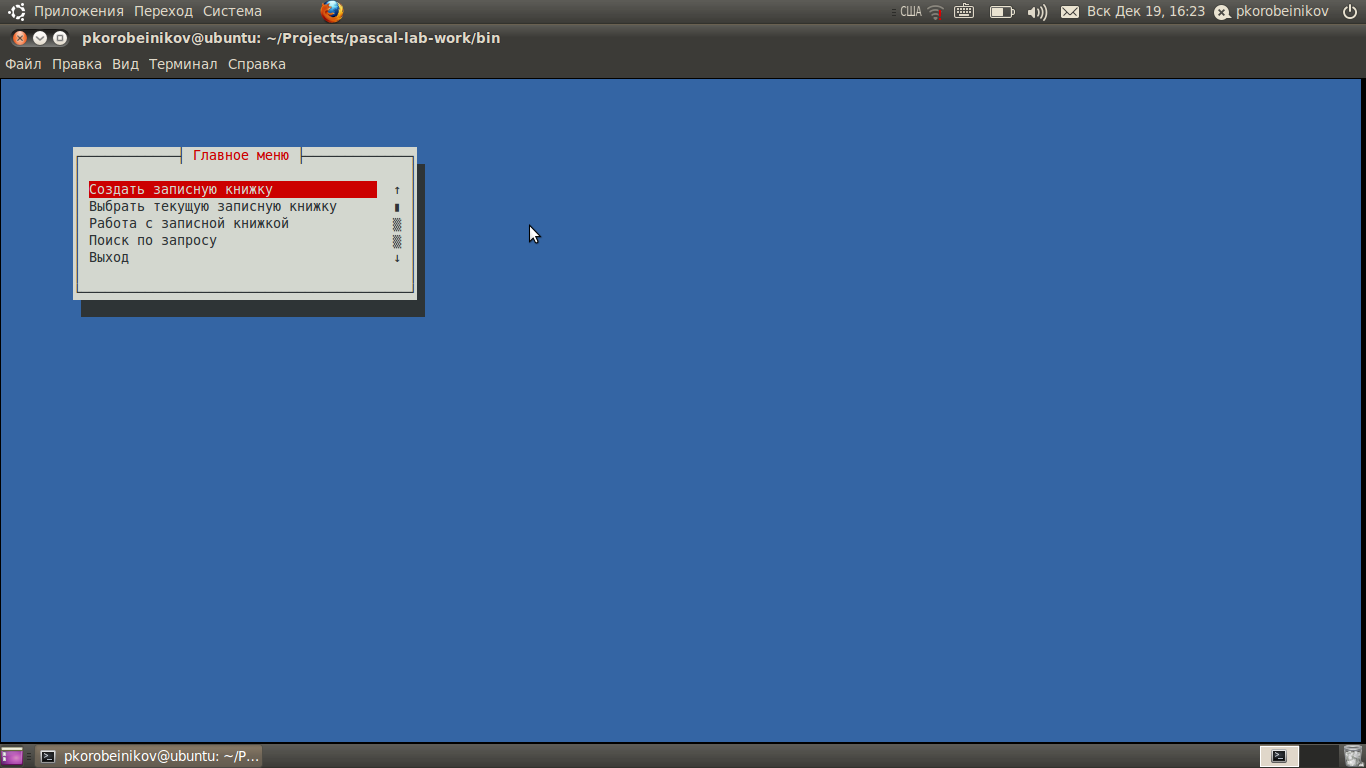 Приложения Переход Система США Вск Дек 19, 16:23 pkorobeinikov
pkorobeinikov@ubuntu: ~/Projects/pascal-lab-work/bin
Файл Правка Вид Терминал Справка
Главное меню
Создать записную книжку
Выбрать текущую записную книжку
Работа с записной книжкой
Поиск по запросу
Выход
pkorobeinikov@ubuntu: ~/P...